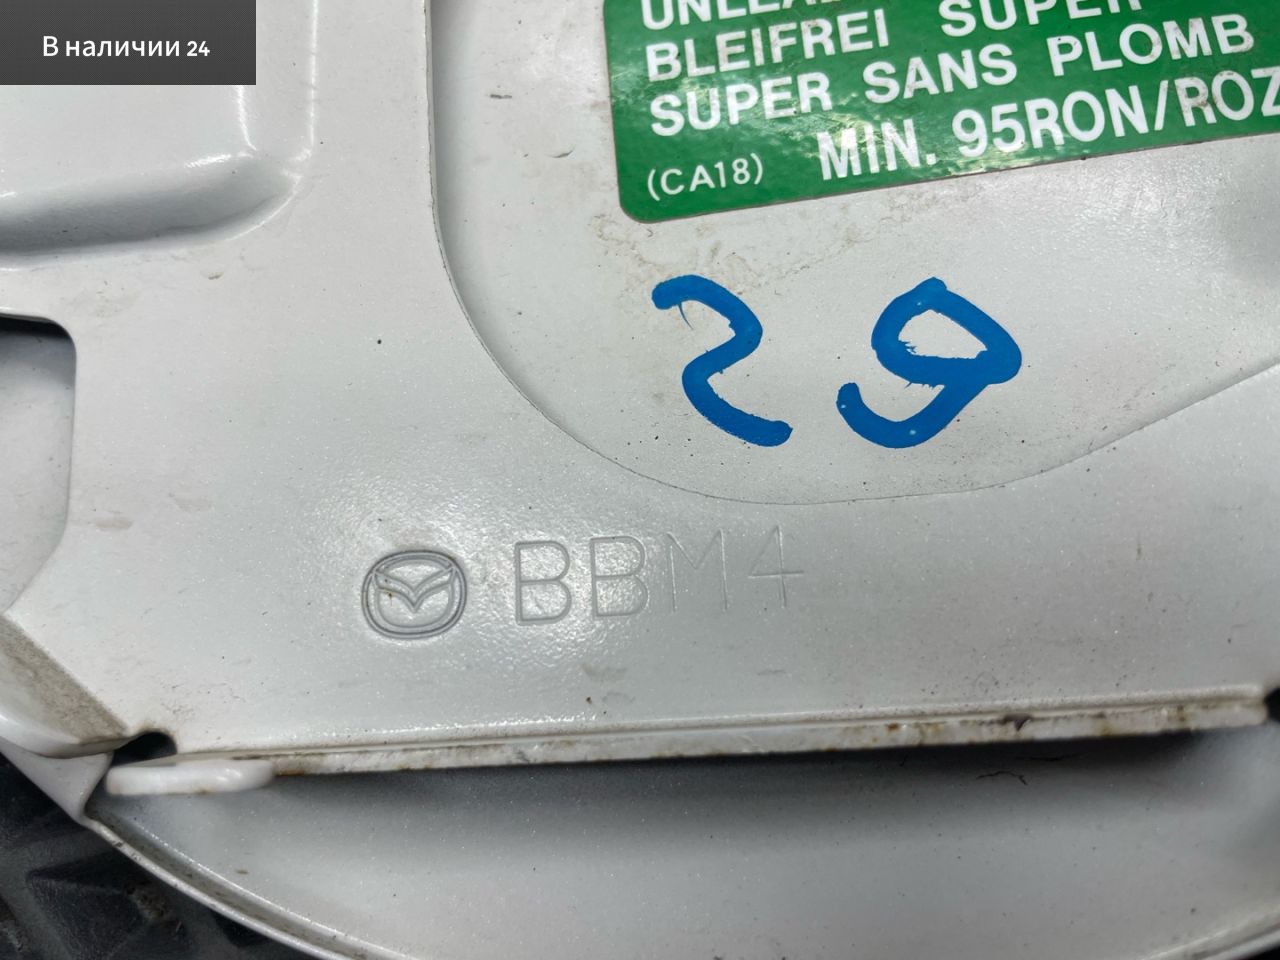 В наличии 24
BLEIFREI SUPER
SUPER SANS PLOMB
MIN. 95RON/ROZ
(CA18)
29
BBM4